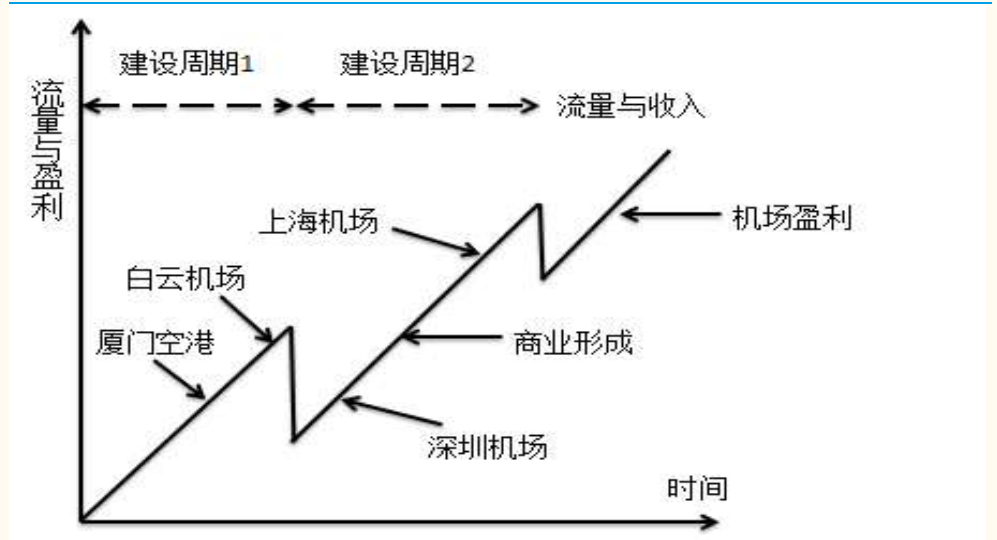 建设周期1
建设周期2
流量与盈利
流量与收入
上海机场
机场盈利
白云机场
厦门空港
商业形成
深圳机场
时间